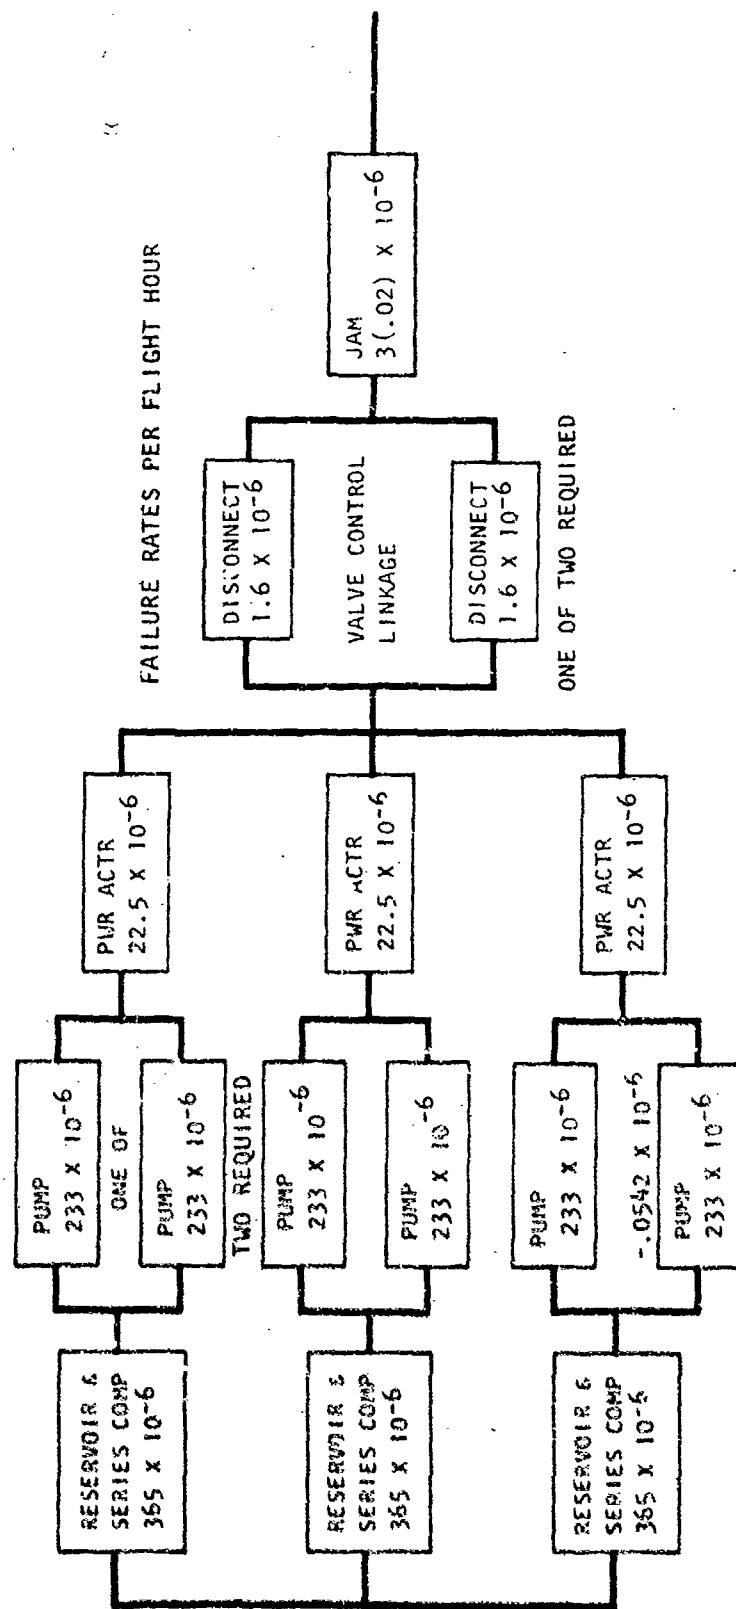 FAILURE RATES PER FLIGHT HOUR
RESERVOIR &
SERIES COMP
365 X 10-6
PUMP
233 X 10-6
ONE OF
PUMP
233 X 10-6
TWO REQUIRED
PWR ACTR
22.5 X 10-6
RESERVOIR &
SERIES COMP
365 X 10-6
PUMP
233 X 10-6
PUMP
233 X 10-6
PWR ACTR
22.5 X 10-6
RESERVOIR &
SERIES COMP
365 X 10-6
PUMP
233 X 10-6
-.0542 X 10-6
PUMP
233 X 10-6
PWR ACTR
22.5 X 10-6
DISCONNECT
1.6 X 10-6
VALVE CONTROL
LINKAGE
DISCONNECT
1.6 X 10-6
ONE OF TWO REQUIRED
JAM
3(.02) X 10-6